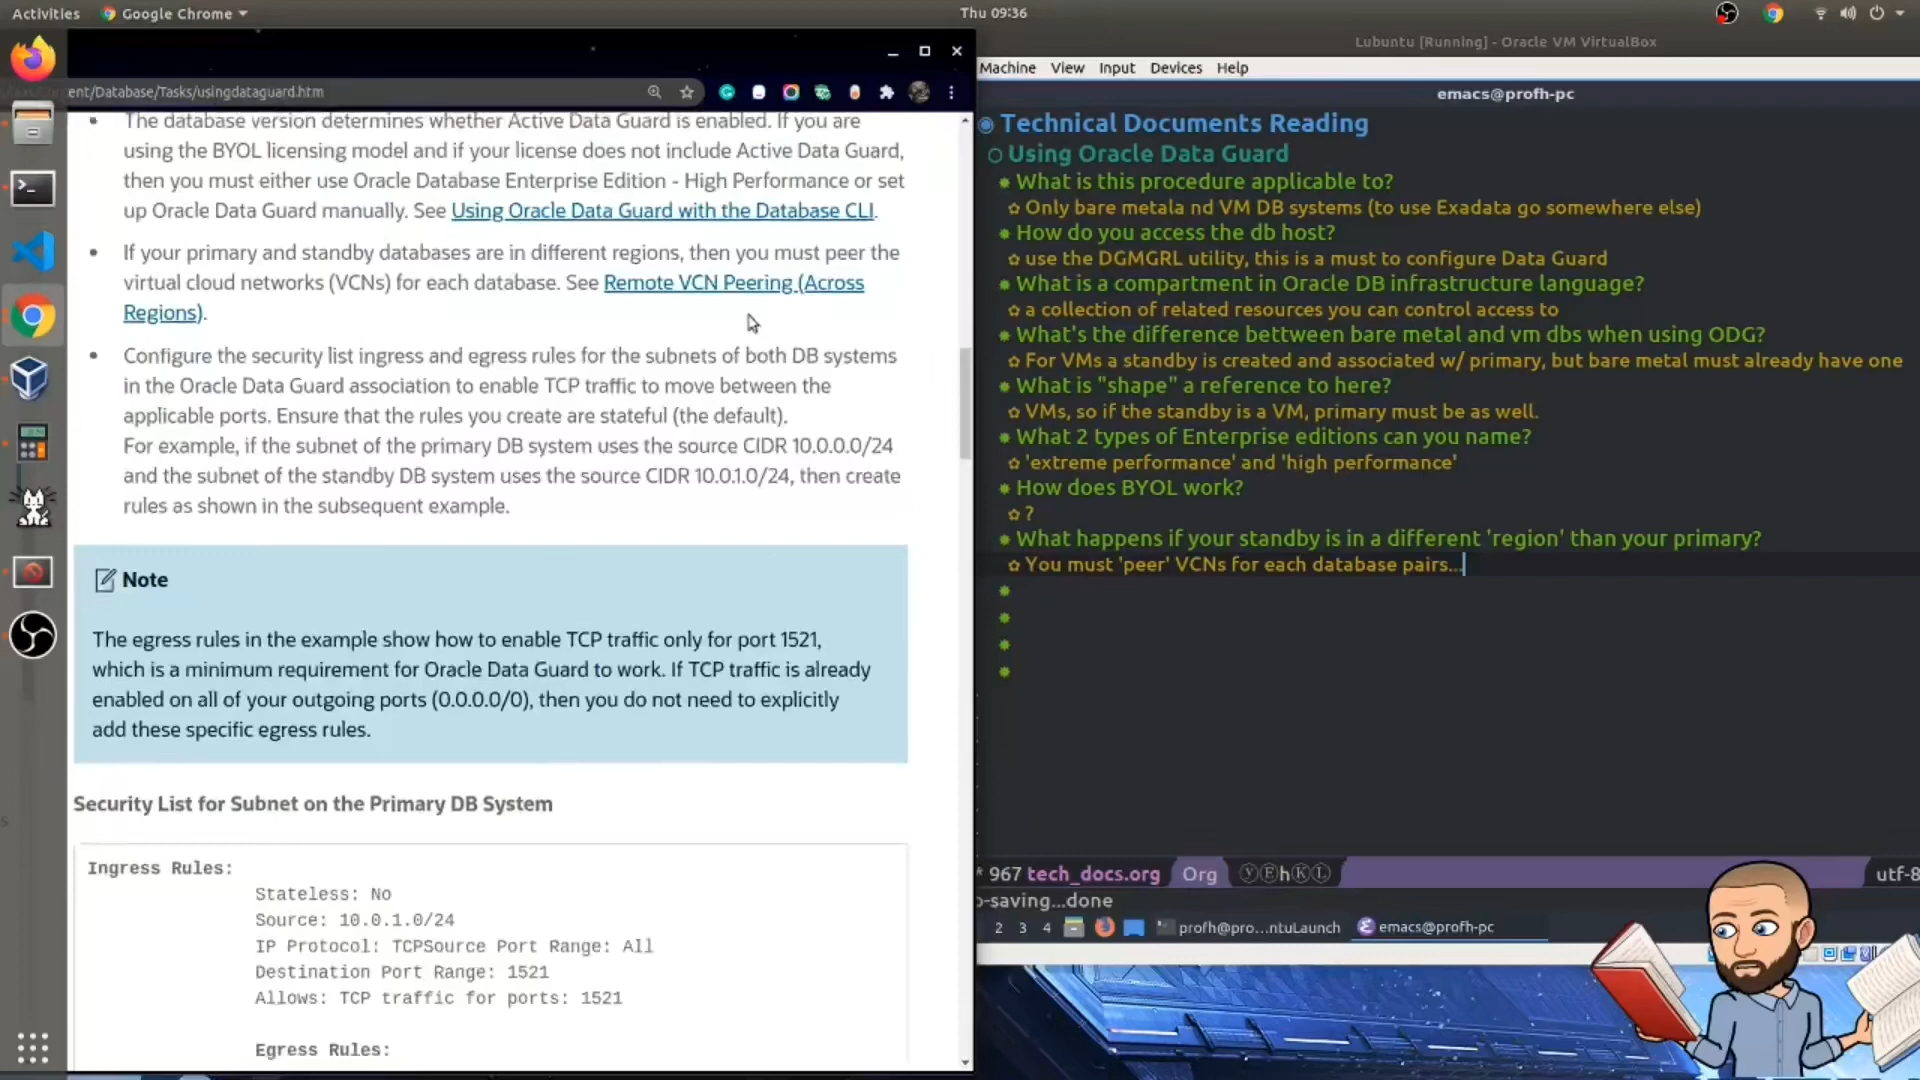 Activities
Google Chrome
Thu 09:36
Lubuntu [Running] - Oracle VM VirtualBox
ent/Database/Tasks/usingdataguard.htm
The database version determines whether Active Data Guard is enabled. If you are
using the BYOL licensing model and if your license does not include Active Data Guard,
then you must either use Oracle Database Enterprise Edition - High Performance or set
up Oracle Data Guard manually. See Using Oracle Data Guard with the Database CLI.
If your primary and standby databases are in different regions, then you must peer the
virtual cloud networks (VCNs) for each database. See Remote VCN Peering (Across
Regions).
Configure the security list ingress and egress rules for the subnets of both DB systems
in the Oracle Data Guard association to enable TCP traffic to move between the
applicable ports. Ensure that the rules you create are stateful (the default).
For example, if the subnet of the primary DB system uses the source CIDR 10.0.0.0/24
and the subnet of the standby DB system uses the source CIDR 10.0.1.0/24, then create
rules as shown in the subsequent example.
Note
The egress rules in the example show how to enable TCP traffic only for port 1521,
which is a minimum requirement for Oracle Data Guard to work. If TCP traffic is already
enabled on all of your outgoing ports (0.0.0.0/0), then you do not need to explicitly
add these specific egress rules.
Security List for Subnet on the Primary DB System
Ingress Rules:
Stateless: No
Source: 10.0.1.0/24
IP Protocol: TCPSource Port Range: All
Destination Port Range: 1521
Allows: TCP traffic for ports: 1521
Egress Rules:
Machine View Input Devices Help
emacs@profh-pc
Technical Documents Reading
Using Oracle Data Guard
What is this procedure applicable to?
Only bare metala nd VM DB systems (to use Exadata go somewhere else)
How do you access the db host?
use the DGMGRL utility, this is a must to configure Data Guard
What is a compartment in Oracle DB infrastructure language?
a collection of related resources you can control access to
What's the difference bettween bare metal and vm dbs when using ODG?
For VMs a standby is created and associated w/ primary, but bare metal must already have one
What is "shape" a reference to here?
VMs, so if the standby is a VM, primary must be as well.
What 2 types of Enterprise editions can you name?
'extreme performance' and 'high performance'
How does BYOL work?
?
What happens if your standby is in a different 'region' than your primary?
You must 'peer' VCNs for each database pairs...
* 967 tech_docs.org Org ⓎⒺhⓀⓁ utf-8
o-saving...done
2 3 4 profh@pro...ntuLaunch emacs@profh-pc